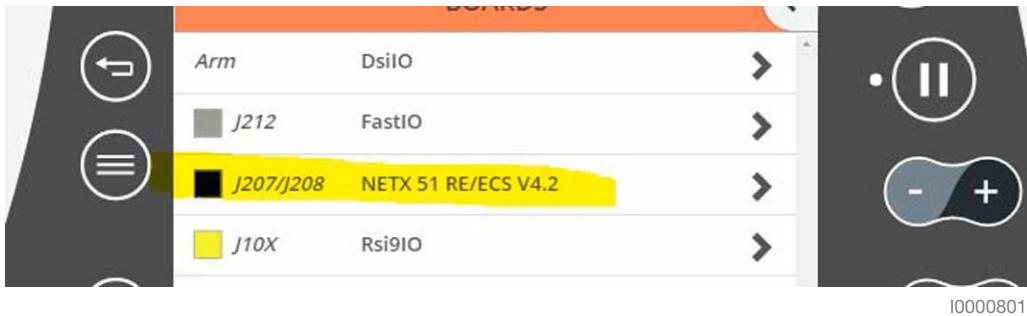 BOARDS
Arm DsiIO
J212 FastIO
J207/J208 NETX 51 RE/ECS V4.2
J10X Rsi9IO
I0000801